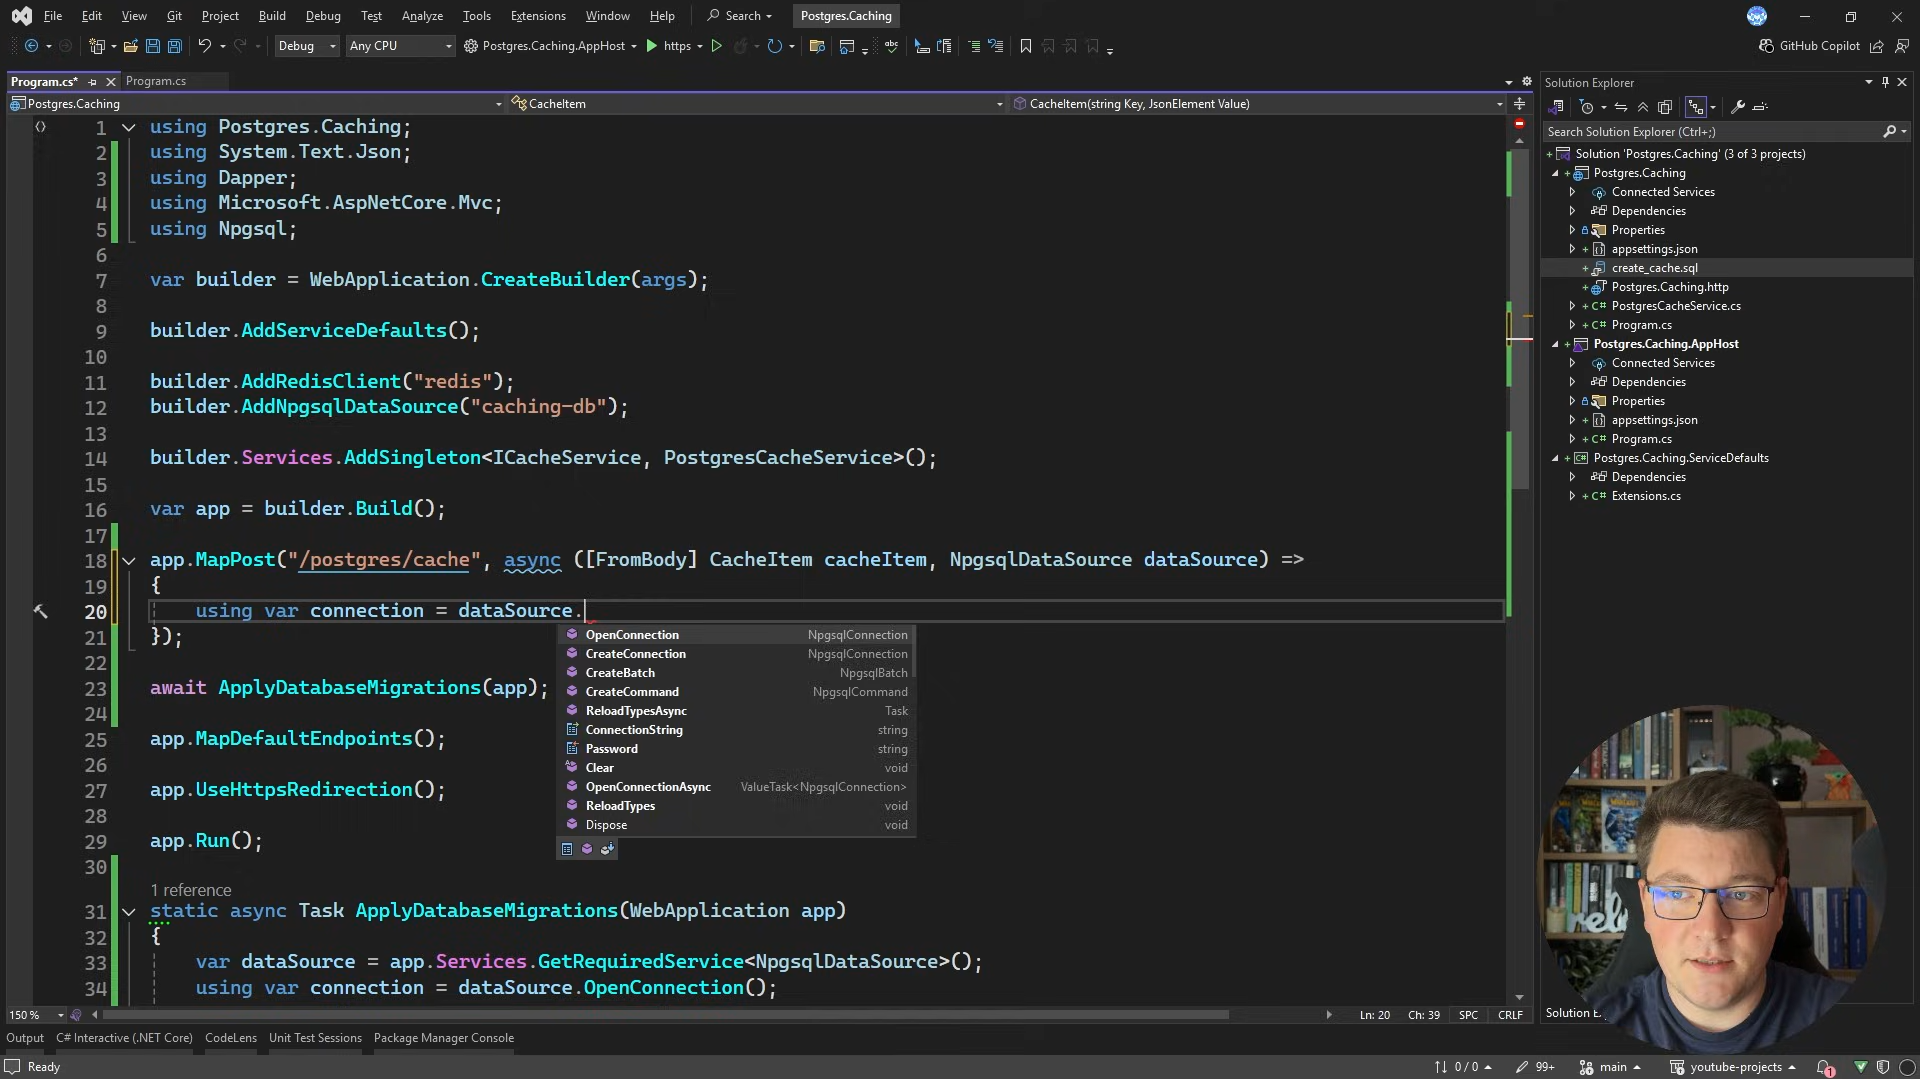 File Edit View Git Project Build Debug Test Analyze Tools Extensions Window Help Search Postgres.Caching
Debug Any CPU Postgres.Caching.AppHost https GitHub Copilot
Program.cs* Program.cs
Postgres.Caching CacheItem CacheItem(string Key, JsonElement Value)
1 using Postgres.Caching;
2 using System.Text.Json;
3 using Dapper;
4 using Microsoft.AspNetCore.Mvc;
5 using Npgsql;
6
7 var builder = WebApplication.CreateBuilder(args);
8
9 builder.AddServiceDefaults();
10
11 builder.AddRedisClient("redis");
12 builder.AddNpgsqlDataSource("caching-db");
13
14 builder.Services.AddSingleton<ICacheService, PostgresCacheService>();
15
16 var app = builder.Build();
17
18 app.MapPost("/postgres/cache", async ([FromBody] CacheItem cacheItem, NpgsqlDataSource dataSource) =>
19 {
20 using var connection = dataSource.
21 });
22
23 await ApplyDatabaseMigrations(app);
24
25 app.MapDefaultEndpoints();
26
27 app.UseHttpsRedirection();
28
29 app.Run();
30
1 reference
31 static async Task ApplyDatabaseMigrations(WebApplication app)
32 {
33 var dataSource = app.Services.GetRequiredService<NpgsqlDataSource>();
34 using var connection = dataSource.OpenConnection();
OpenConnection NpgsqlConnection
CreateConnection NpgsqlConnection
CreateBatch NpgsqlBatch
CreateCommand NpgsqlCommand
ReloadTypesAsync Task
ConnectionString string
Password string
Clear void
OpenConnectionAsync ValueTask<NpgsqlConnection>
ReloadTypes void
Dispose void
Solution Explorer
Search Solution Explorer (Ctrl+;)
Solution 'Postgres.Caching' (3 of 3 projects)
Postgres.Caching
Connected Services
Dependencies
Properties
appsettings.json
create_cache.sql
Postgres.Caching.http
PostgresCacheService.cs
Program.cs
Postgres.Caching.AppHost
Connected Services
Dependencies
Properties
appsettings.json
Program.cs
Postgres.Caching.ServiceDefaults
Dependencies
Extensions.cs
150 % Ln: 20 Ch: 39 SPC CRLF Solution E
Output C# Interactive (.NET Core) CodeLens Unit Test Sessions Package Manager Console
Ready 0 / 0 99+ main youtube-projects 1